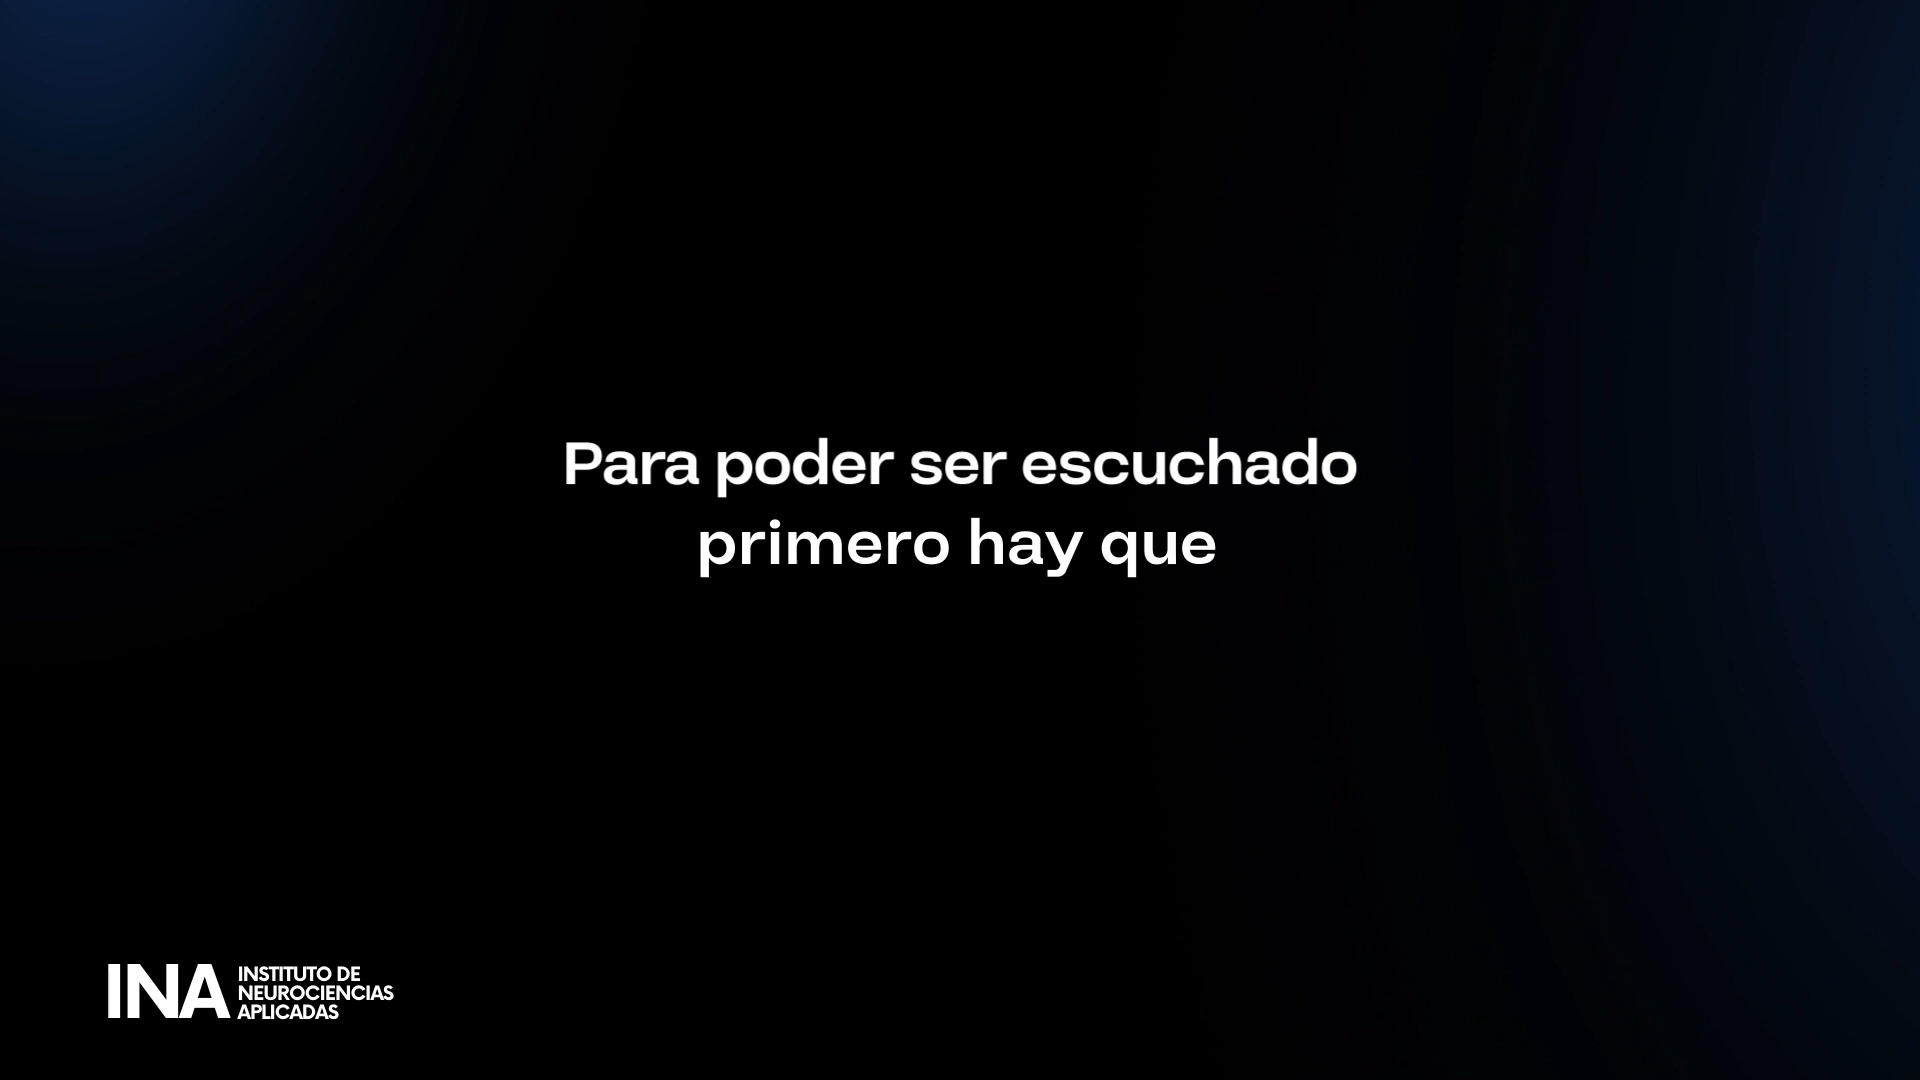 Para poder ser escuchado
primero hay que
INA
INSTITUTO DE
NEUROCIENCIAS
APLICADAS